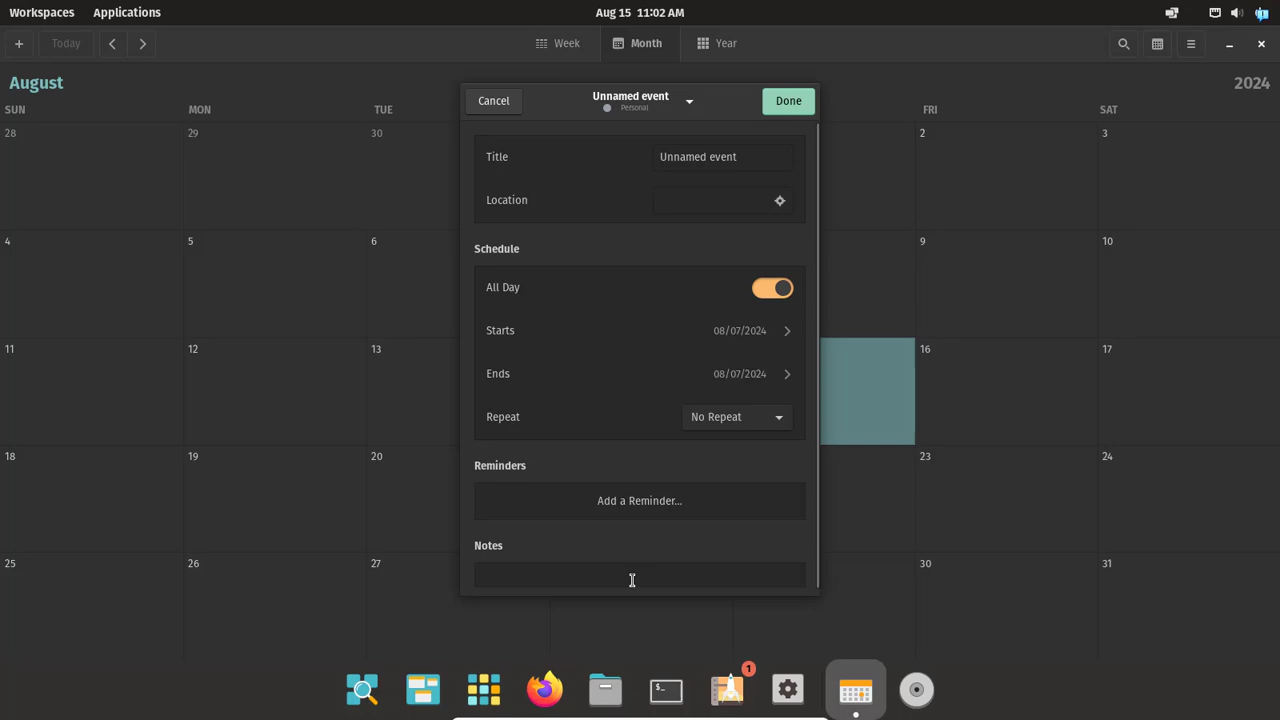 Workspaces Applications Aug 15 11:02 AM
Today Week Month Year
August 2024
SUN MON TUE FRI SAT
28 29 30 2 3
4 5 6 9 10
11 12 13 16 17
18 19 20 23 24
25 26 27 30 31
Cancel Unnamed event Done
Personal
Title Unnamed event
Location
Schedule
All Day
Starts 08/07/2024
Ends 08/07/2024
Repeat No Repeat
Reminders
Add a Reminder...
Notes
$_ 1